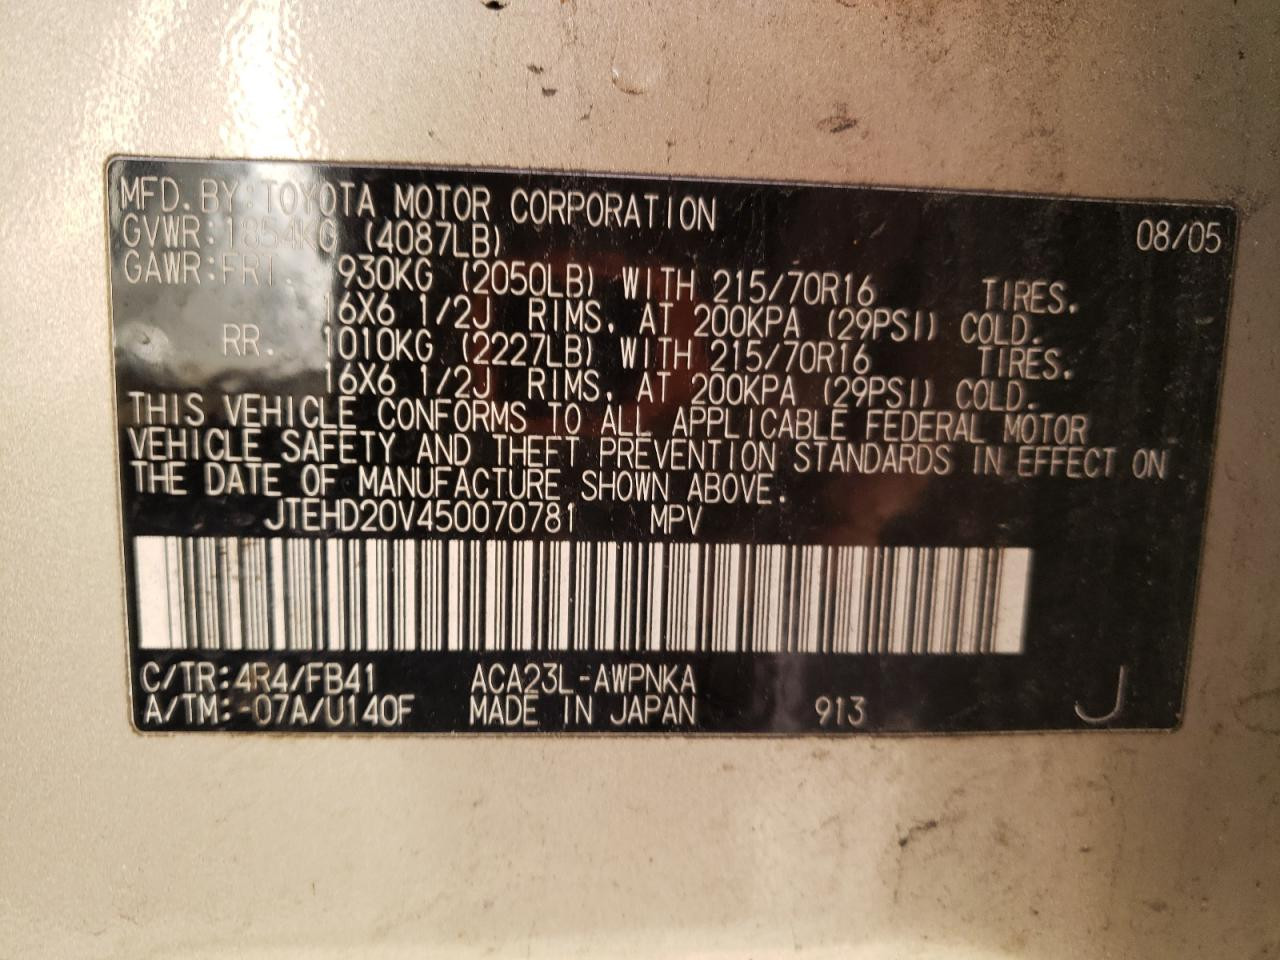 MFD. BY: TOYOTA MOTOR CORPORATION 08/05
GVWR: 1854KG (4087LB)
GAWR: FRT. 930KG (2050LB) WITH 215/70R16 TIRES.
16X6 1/2J RIMS, AT 200KPA (29PSI) COLD.
RR. 1010KG (2227LB) WITH 215/70R16 TIRES.
16X6 1/2J RIMS, AT 200KPA (29PSI) COLD.
THIS VEHICLE CONFORMS TO ALL APPLICABLE FEDERAL MOTOR
VEHICLE SAFETY AND THEFT PREVENTION STANDARDS IN EFFECT ON
THE DATE OF MANUFACTURE SHOWN ABOVE.
JTEHD20V450070781 MPV
C/TR: 4R4/FB41 ACA23L-AWPNKA
A/TM: -07A/U140F MADE IN JAPAN 913 J